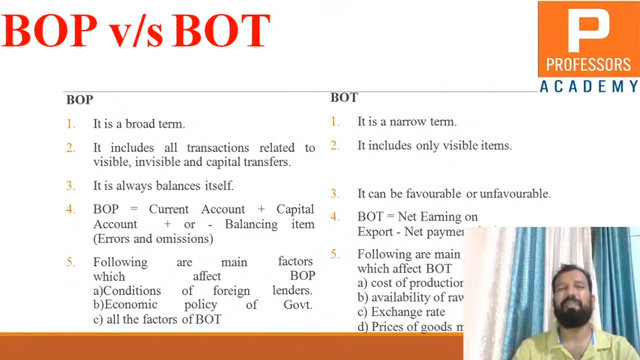 BOP v/s BOT
P
PROFESSORS
ACADEMY
BOP
1. It is a broad term.
2. It includes all transactions related to
visible, invisible and capital transfers.
3. It is always balances itself.
4. BOP = Current Account + Capital
Account + or - Balancing item
(Errors and omissions)
5. Following are main factors
which affect BOP
a)Conditions of foreign lenders.
b)Economic policy of Govt.
c) all the factors of BOT
BOT
1. It is a narrow term.
2. It includes only visible items.
3. It can be favourable or unfavourable.
4. BOT = Net Earning on
Export - Net payme
5. Following are main
which affect BOT
a) cost of production
b) availability of raw
c) Exchange rate
d) Prices of goods m